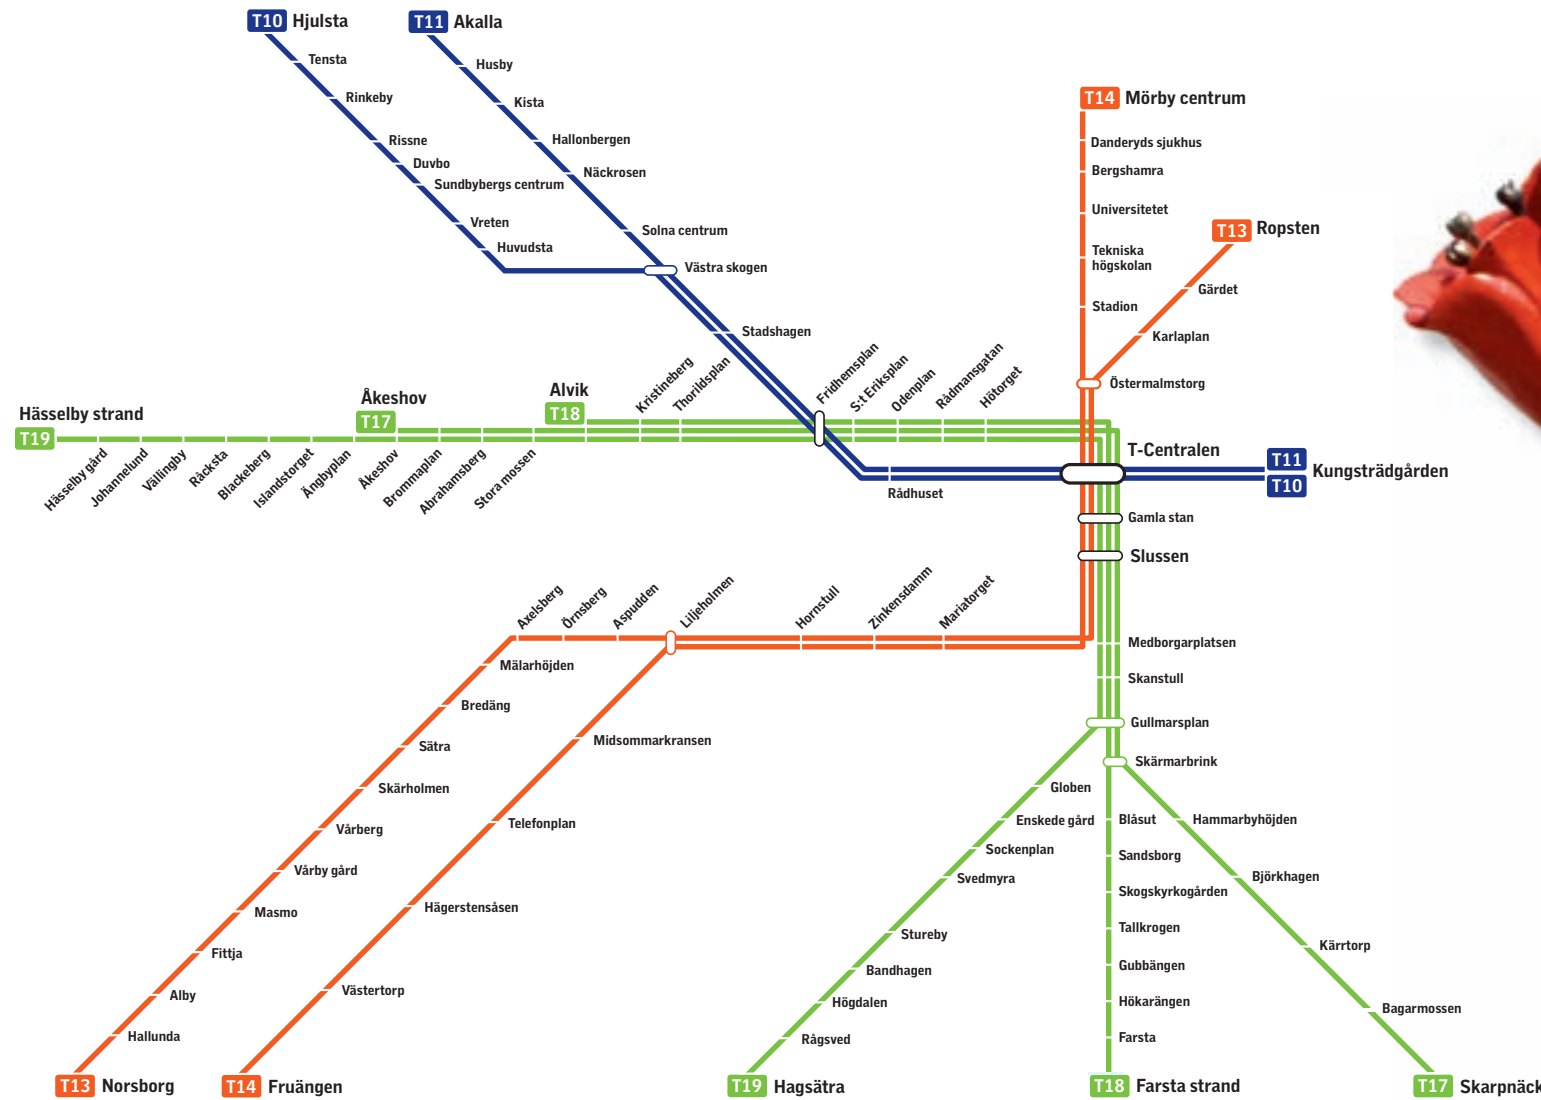 T10 Hjulsta
T11 Akalla
Tensta
Husby
Rinkeby
Kista
Rissne
Hallonbergen
Duvbo
Näckrosen
Sundbybergs centrum
Vreten
Solna centrum
Huvudsta
Västra skogen
Stadshagen
T14 Mörby centrum
Danderyds sjukhus
Bergshamra
Universitetet
T13 Ropsten
Tekniska
högskolan
Gärdet
Stadion
Karlaplan
Östermalmstorg
Hässelby strand
T19
Åkeshov
T17
Alvik
T18
Kristineberg
Thorildsplan
Fridhemsplan
S:t Eriksplan
Odenplan
Rådmansgatan
Hötorget
Hässelby gård
Johannelund
Vällingby
Råcksta
Blackeberg
Islandstorget
Ängbyplan
Åkeshov
Brommaplan
Abrahamsberg
Stora mossen
T-Centralen
T11
T10
Kungsträdgården
Rådhuset
Gamla stan
Slussen
Axelsberg
Örnsberg
Aspudden
Liljeholmen
Hornstull
Zinkensdamm
Mariatorget
Mälarhöjden
Bredäng
Sätra
Skärholmen
Vårberg
Vårby gård
Masmo
Fittja
Alby
Hallunda
T13 Norsborg
Midsommarkransen
Telefonplan
Hägerstensåsen
Västertorp
T14 Fruängen
Medborgarplatsen
Skanstull
Gullmarsplan
Skärmarbrink
Globen
Enskede gård
Sockenplan
Svedmyra
Stureby
Bandhagen
Högdalen
Rågsved
T19 Hagsätra
Blåsut
Sandsborg
Skogskyrkogården
Tallkrogen
Gubbängen
Hökarängen
Farsta
T18 Farsta strand
Hammarbyhöjden
Björkhagen
Kärrtorp
Bagarmossen
T17 Skarpnäck